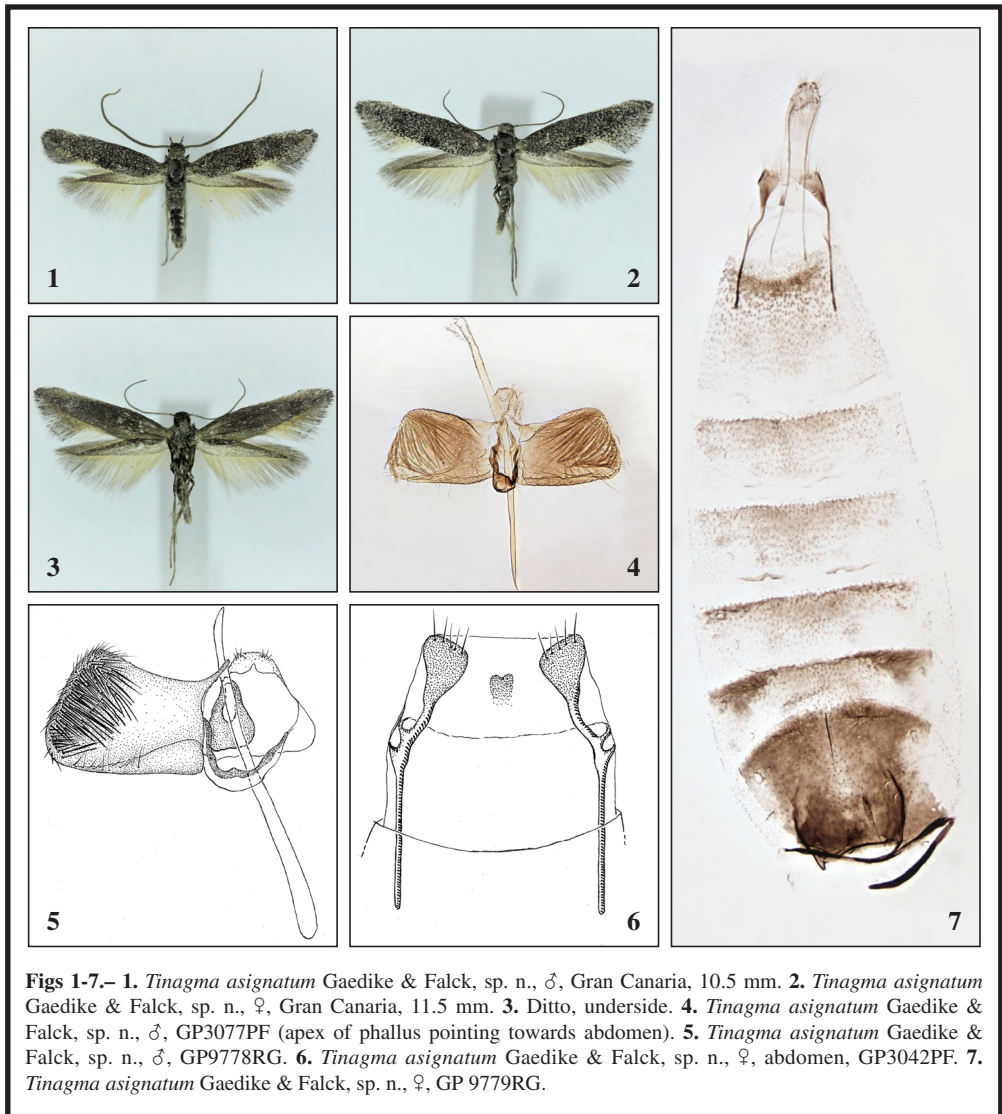 1
2
3
4
5
6
7
Figs 1-7.– 1. Tinagma asignatum Gaedike & Falck, sp. n., ♂, Gran Canaria, 10.5 mm. 2. Tinagma asignatum
Gaedike & Falck, sp. n., ♀, Gran Canaria, 11.5 mm. 3. Ditto, underside. 4. Tinagma asignatum Gaedike &
Falck, sp. n., ♂, GP3077PF (apex of phallus pointing towards abdomen). 5. Tinagma asignatum Gaedike &
Falck, sp. n., ♂, GP9778RG. 6. Tinagma asignatum Gaedike & Falck, sp. n., ♀, abdomen, GP3042PF. 7.
Tinagma asignatum Gaedike & Falck, sp. n., ♀, GP 9779RG.